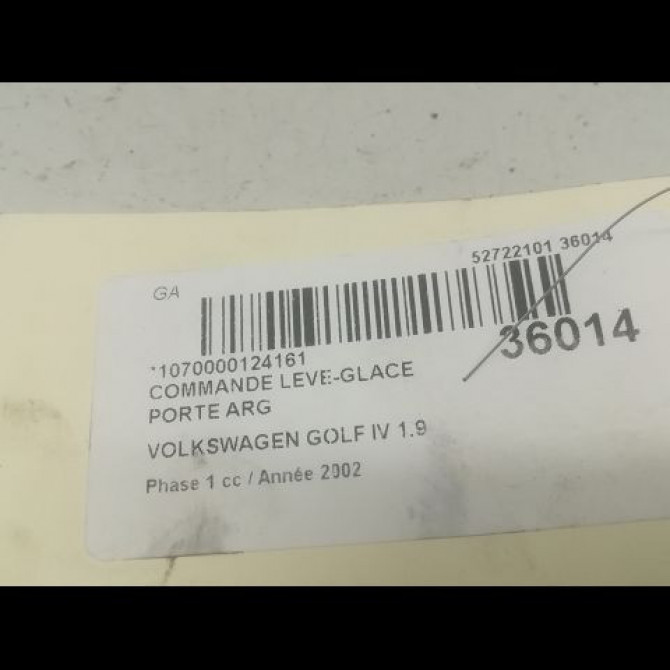 52722101 36014
GA
36014
*1070000124161
COMMANDE LEVE-GLACE
PORTE ARG
VOLKSWAGEN GOLF IV 1.9
Phase 1 cc / Année 2002